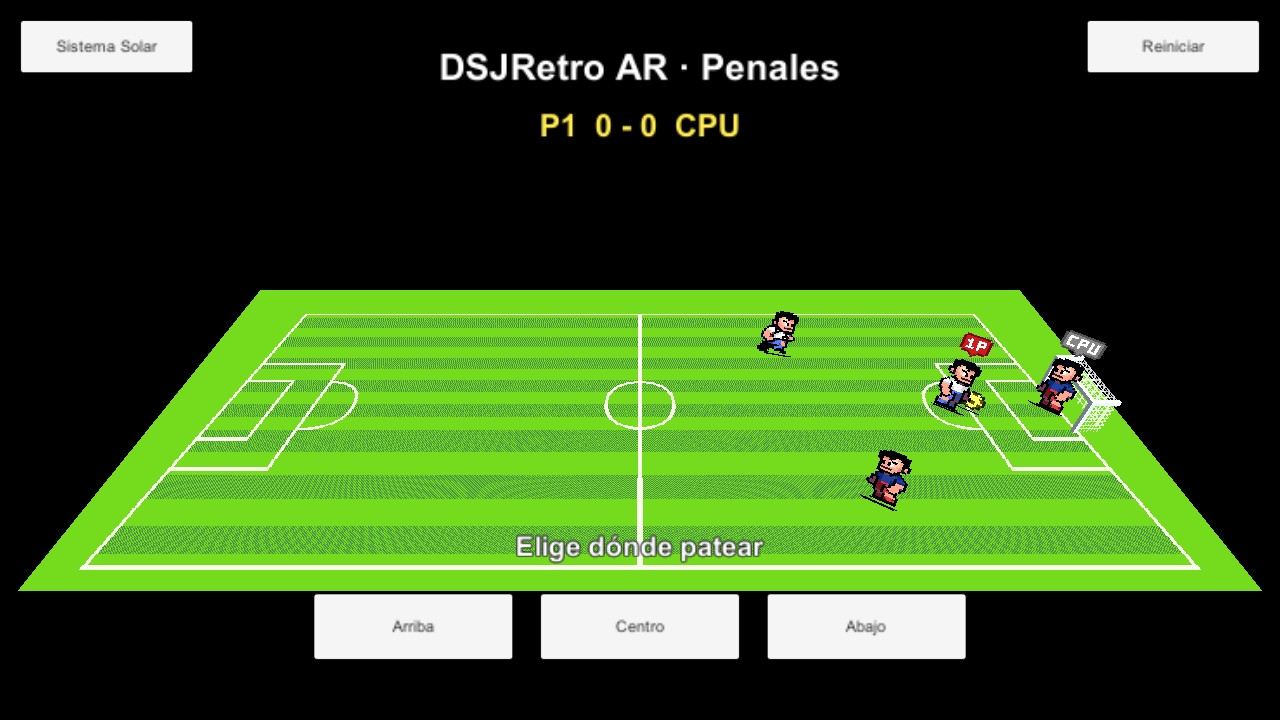 Sistema Solar
Reiniciar
DSJRetro AR · Penales
P1 0 - 0 CPU
1P
CPU
Elige dónde patear
Arriba
Centro
Abajo